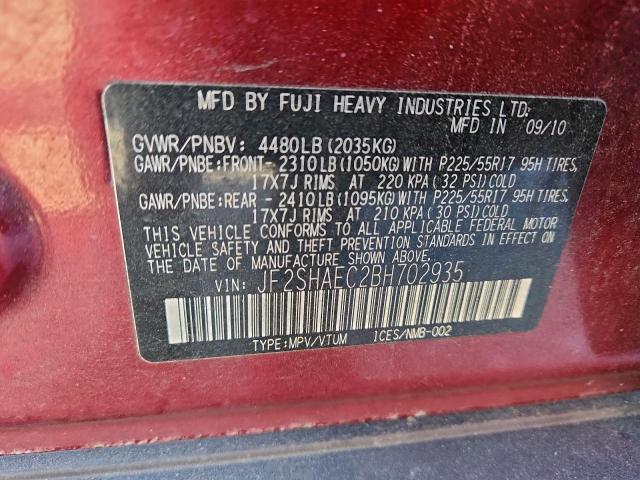 MFD BY FUJI HEAVY INDUSTRIES LTD.
MFD IN 09/10
GVWR/PNBV: 4480LB(2035KG)
GAWR/PNBE:FRONT- 2310LB(1050KG)WITH P225/55R17 95H TIRES,
17X7J RIMS AT 220 KPA(32 PSI)COLD
GAWR/PNBE:REAR - 2410LB(1095KG)WITH P225/55R17 95H TIRES,
17X7J RIMS AT 210 KPA(30 PSI)COLD
THIS VEHICLE CONFORMS TO ALL APPLICABLE FEDERAL MOTOR
VEHICLE SAFETY AND THEFT PREVENTION STANDARDS IN EFFECT
ON THE DATE OF MANUFACTURE SHOWN ABOVE.
VIN: JF2SHAEC2BH702935
TYPE:MPV/VTUM ICES/NMB-002